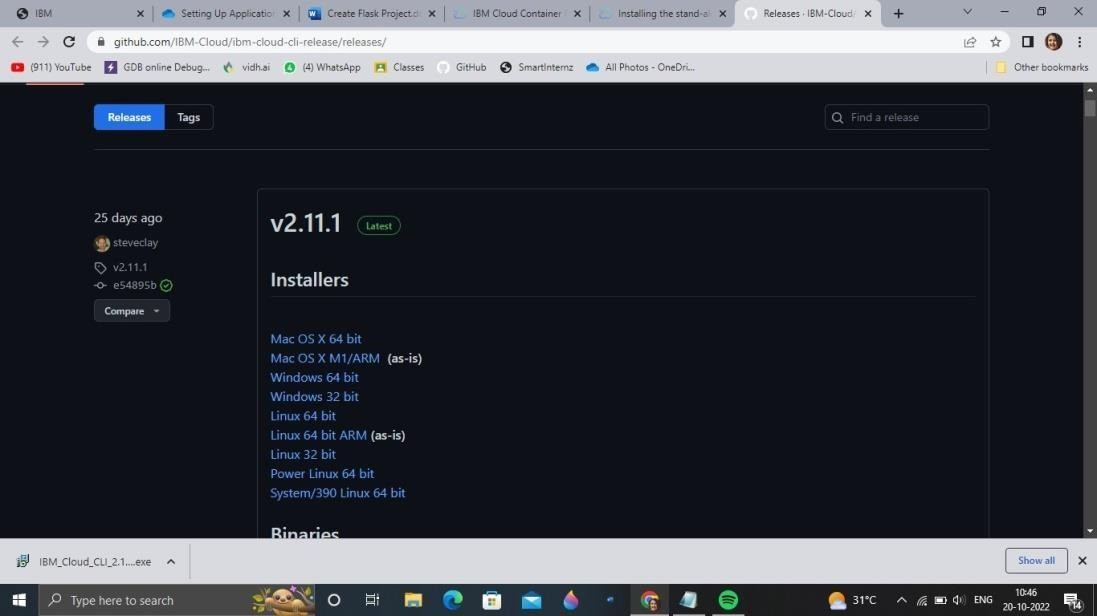 IBM
Setting Up Application
Create Flask Project.d
IBM Cloud Container
Installing the stand-al
Releases · IBM-Cloud/
github.com/IBM-Cloud/ibm-cloud-cli-release/releases/
(911) YouTube
GDB online Debug...
vidh.ai
(4) WhatsApp
Classes
GitHub
SmartInternz
All Photos - OneDri...
Other bookmarks
Releases
Tags
Find a release
25 days ago
steveclay
v2.11.1
e54895b
Compare
v2.11.1 Latest
Installers
Mac OS X 64 bit
Mac OS X M1/ARM (as-is)
Windows 64 bit
Windows 32 bit
Linux 64 bit
Linux 64 bit ARM (as-is)
Linux 32 bit
Power Linux 64 bit
System/390 Linux 64 bit
Binaries
IBM_Cloud_CLI_2.1....exe
Show all
Type here to search
31°C
ENG
10:46
20-10-2022
14